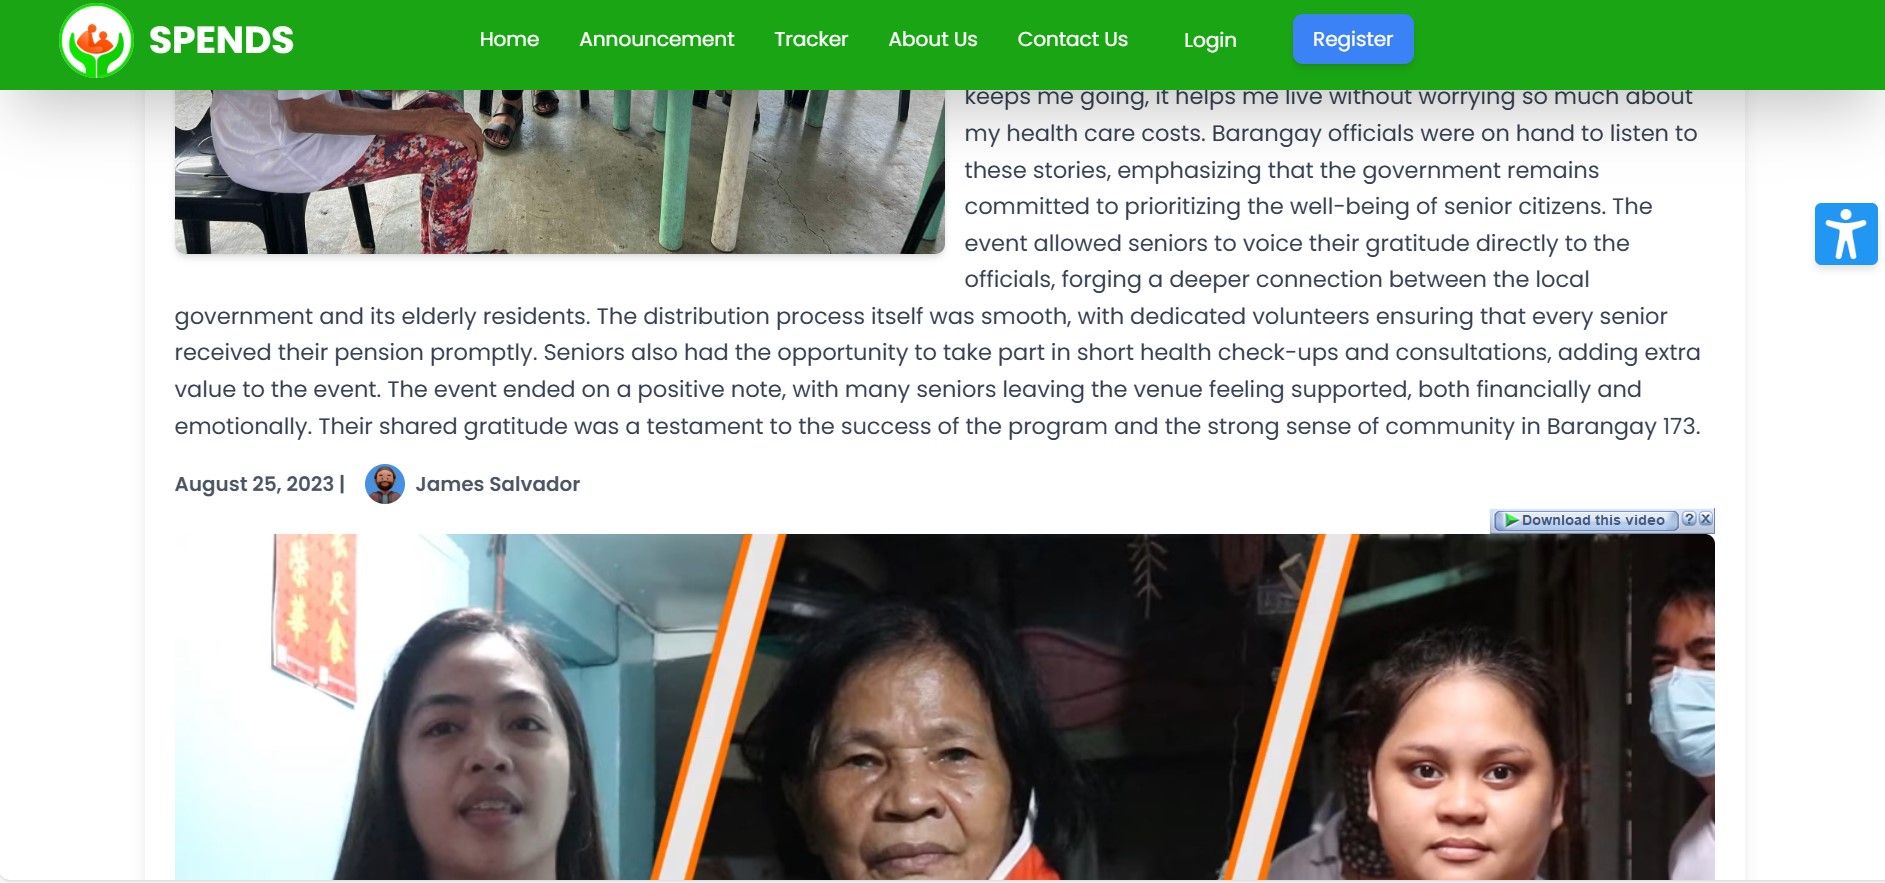 SPENDS
Home
Announcement
Tracker
About Us
Contact Us
Login
Register
keeps me going, it helps me live without worrying so much about
my health care costs. Barangay officials were on hand to listen to
these stories, emphasizing that the government remains
committed to prioritizing the well-being of senior citizens. The
event allowed seniors to voice their gratitude directly to the
officials, forging a deeper connection between the local
government and its elderly residents. The distribution process itself was smooth, with dedicated volunteers ensuring that every senior
received their pension promptly. Seniors also had the opportunity to take part in short health check-ups and consultations, adding extra
value to the event. The event ended on a positive note, with many seniors leaving the venue feeling supported, both financially and
emotionally. Their shared gratitude was a testament to the success of the program and the strong sense of community in Barangay 173.
August 25, 2023 |
James Salvador
Download this video
? X
榮華
足